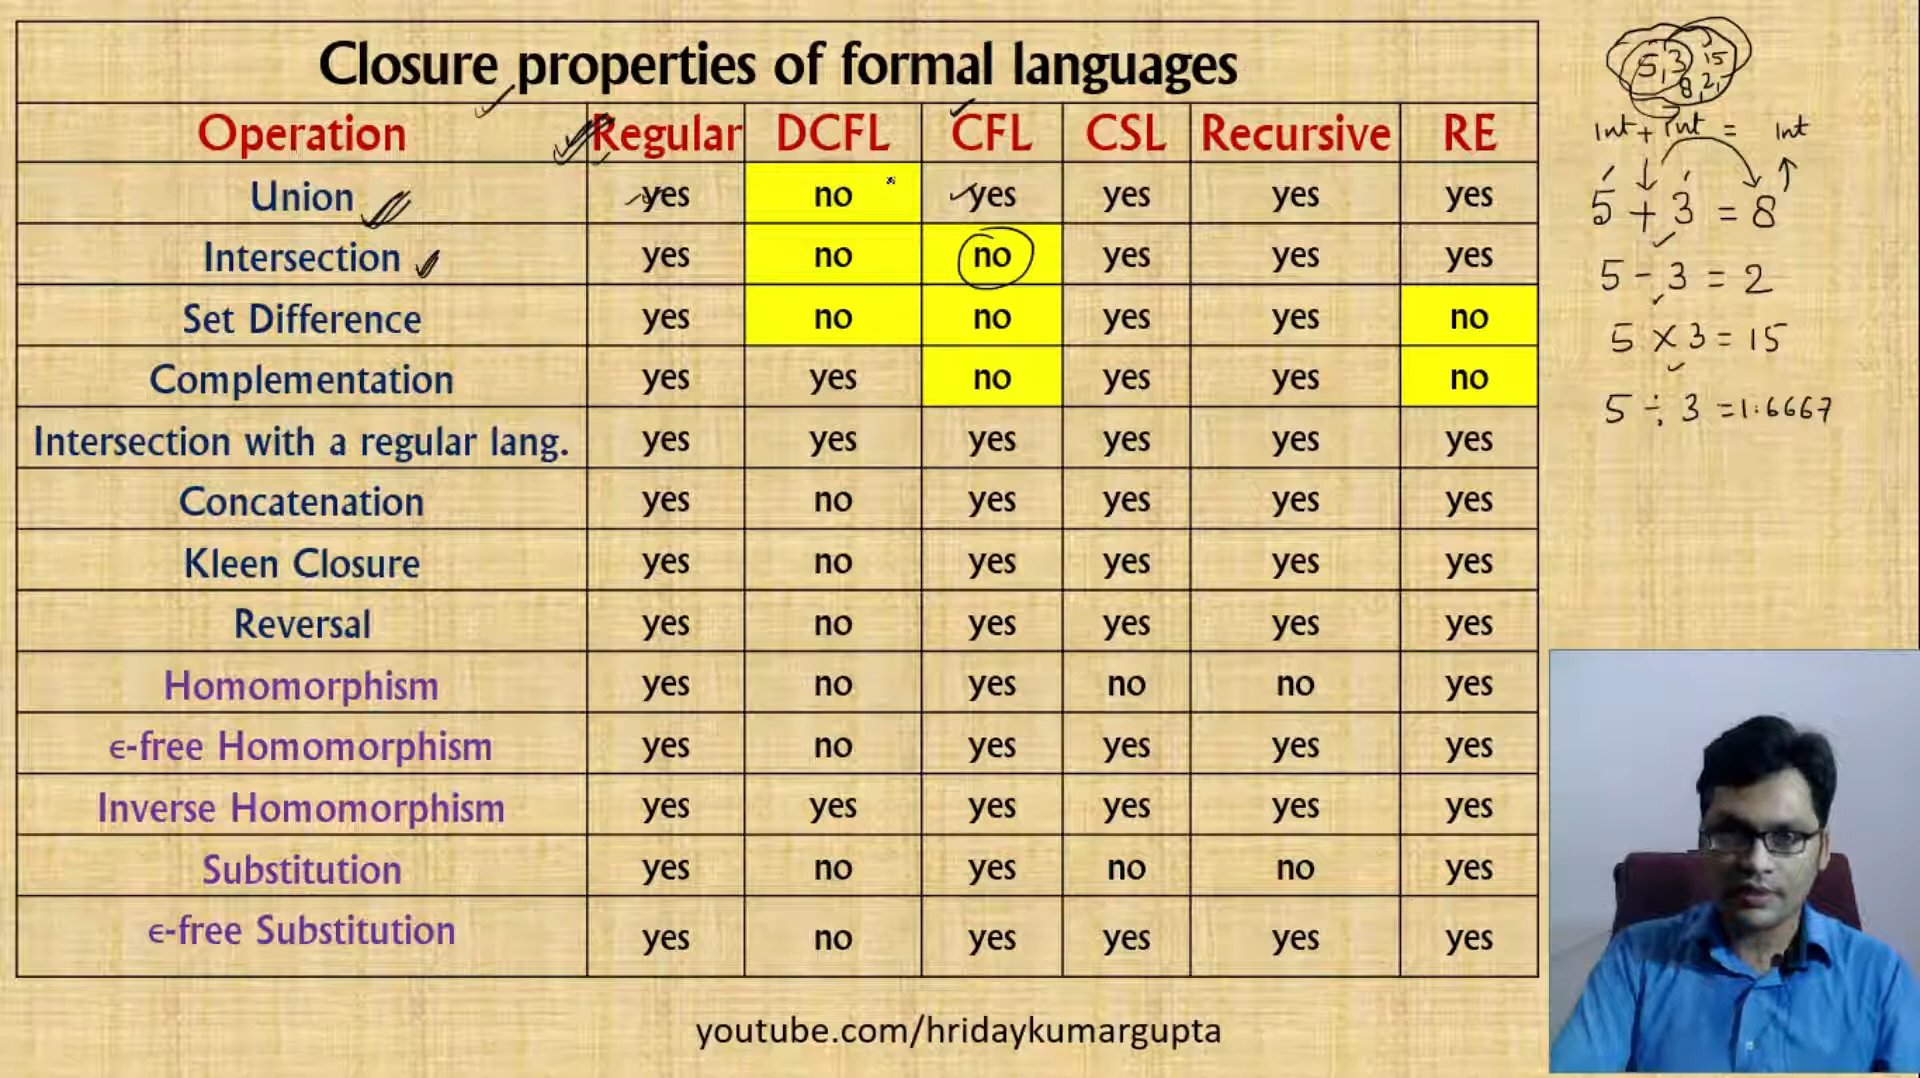 Closure properties of formal languages
Operation Regular DCFL CFL CSL Recursive RE
Union yes no yes yes yes yes
Intersection yes no no yes yes yes
Set Difference yes no no yes yes no
Complementation yes yes no yes yes no
Intersection with a regular lang. yes yes yes yes yes yes
Concatenation yes no yes yes yes yes
Kleen Closure yes no yes yes yes yes
Reversal yes no yes yes yes yes
Homomorphism yes no yes no no yes
ϵ-free Homomorphism yes no yes yes yes yes
Inverse Homomorphism yes yes yes yes yes yes
Substitution yes no yes no no yes
ϵ-free Substitution yes no yes yes yes yes
youtube.com/hridaykumargupta
5,3 15
8,2,
Int + Int = Int
5 + 3 = 8
5 - 3 = 2
5 × 3 = 15
5 ÷ 3 = 1.6667